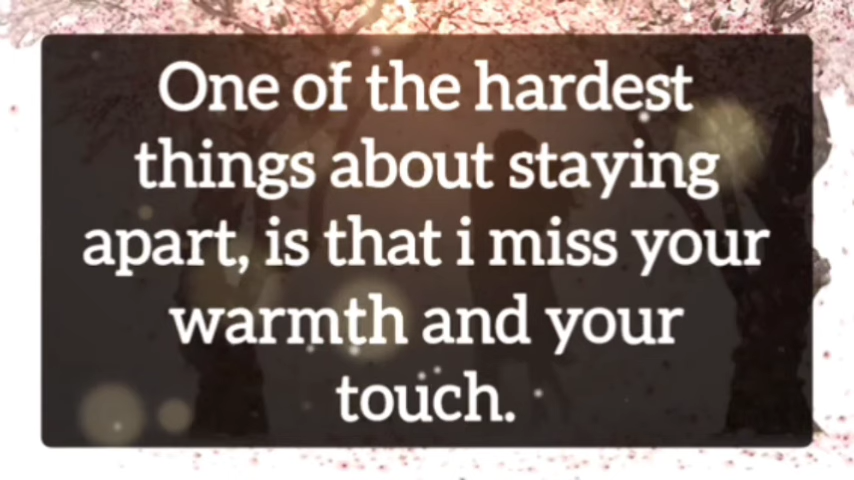 One of the hardest
things about staying
apart, is that i miss your
warmth and your
touch.